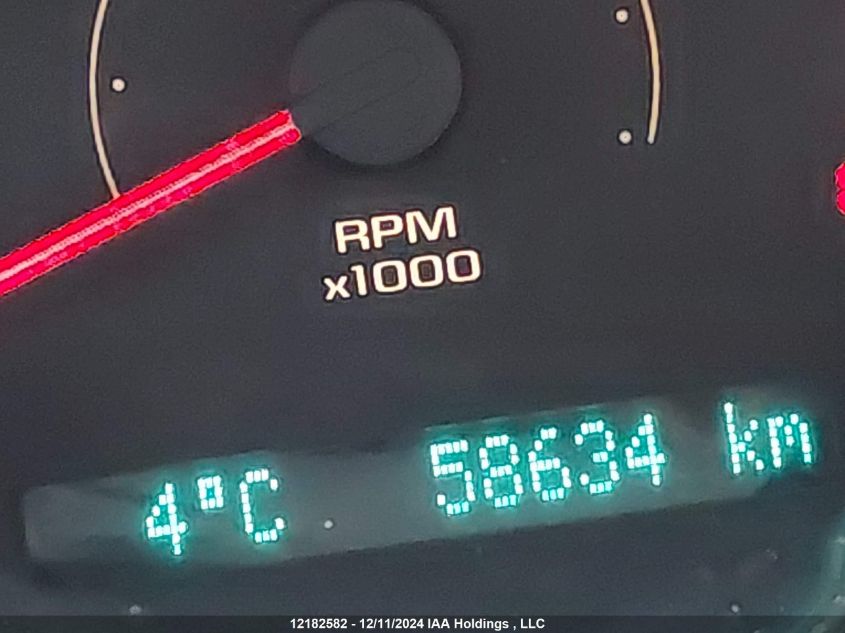 RPM
x1000
4°C 58634 km
12182582 - 12/11/2024 IAA Holdings , LLC